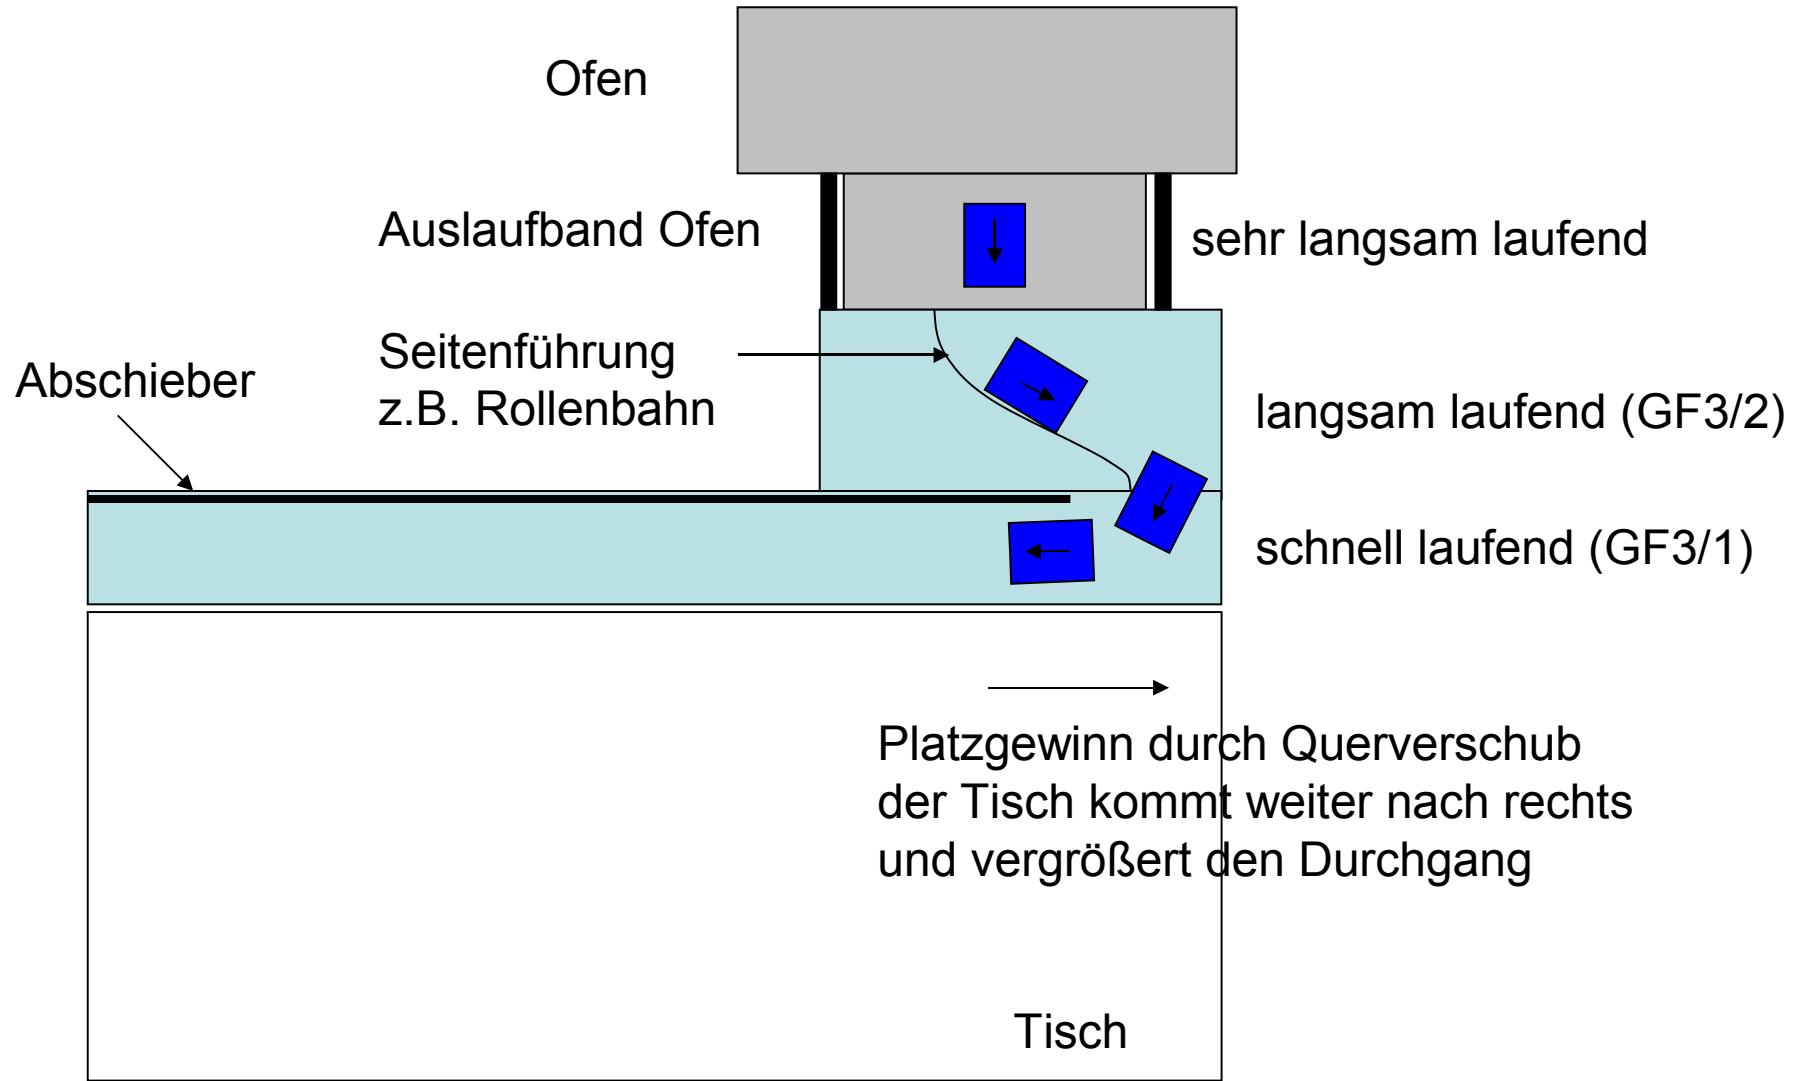 Ofen
Auslaufband Ofen
sehr langsam laufend
Seitenführung
z.B. Rollenbahn
Abschieber
langsam laufend (GF3/2)
schnell laufend (GF3/1)
Platzgewinn durch Querverschub
der Tisch kommt weiter nach rechts
und vergrößert den Durchgang
Tisch